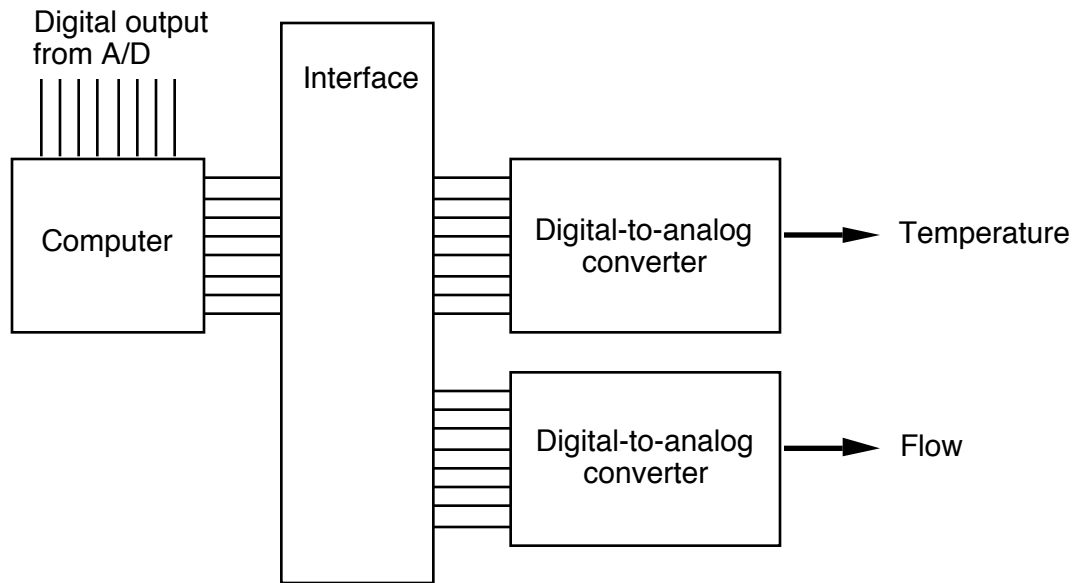 Digital output
from A/D
Interface
Computer
Digital-to-analog
converter
Temperature
Digital-to-analog
converter
Flow